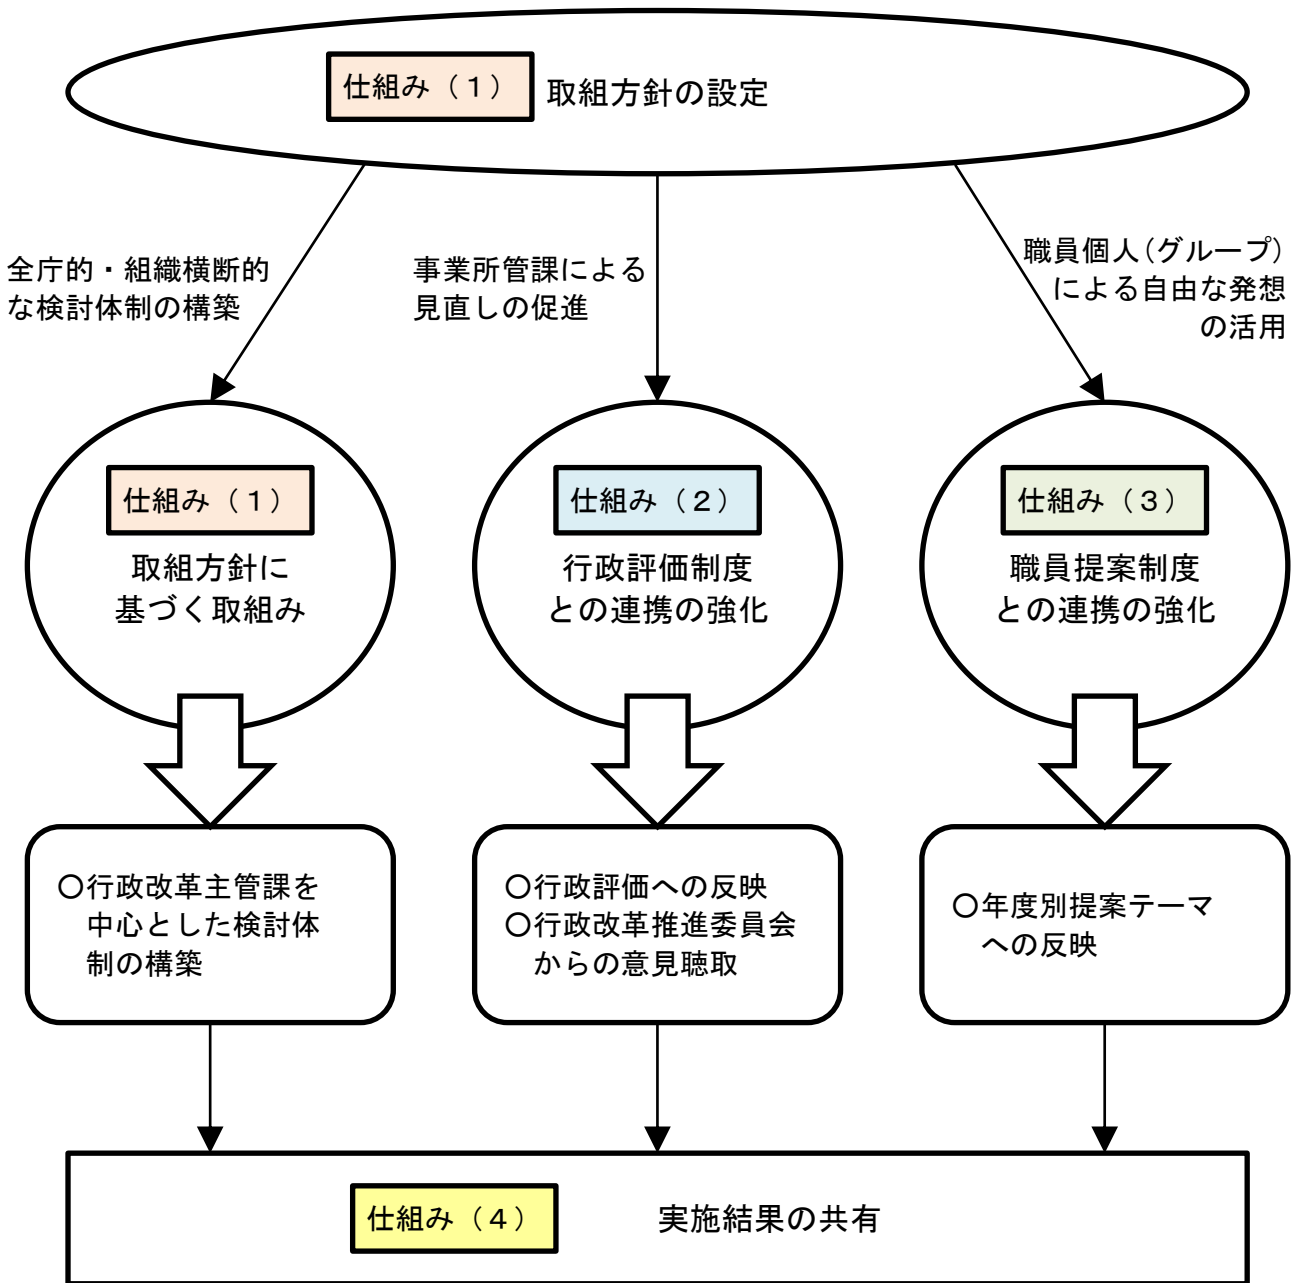 仕組み（１） 取組方針の設定
全庁的・組織横断的
な検討体制の構築
事業所管課による
見直しの促進
職員個人(グループ)
による自由な発想
の活用
仕組み（１）
取組方針に
基づく取組み
仕組み（２）
行政評価制度
との連携の強化
仕組み（３）
職員提案制度
との連携の強化
〇行政改革主管課を
中心とした検討体
制の構築
〇行政評価への反映
〇行政改革推進委員会
からの意見聴取
〇年度別提案テーマ
への反映
仕組み（４） 実施結果の共有